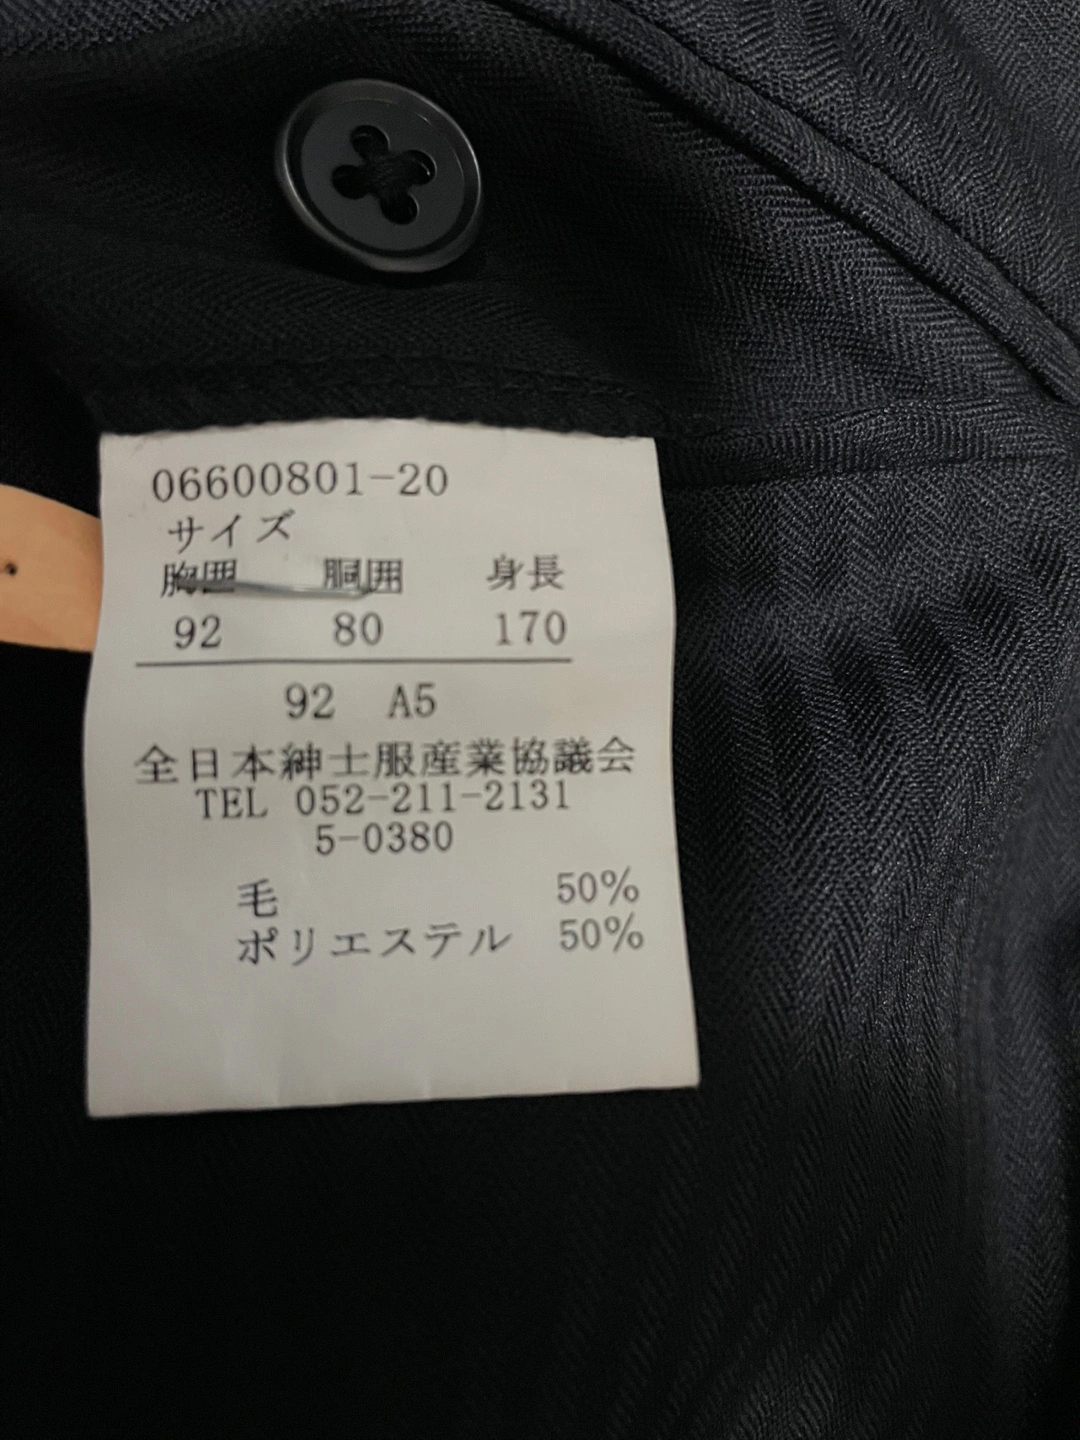 06600801-20
サイズ
胸囲 胴囲 身長
92 80 170
92 A5
全日本紳士服産業協議会
TEL 052-211-2131
5-0380
毛 50%
ポリエステル 50%